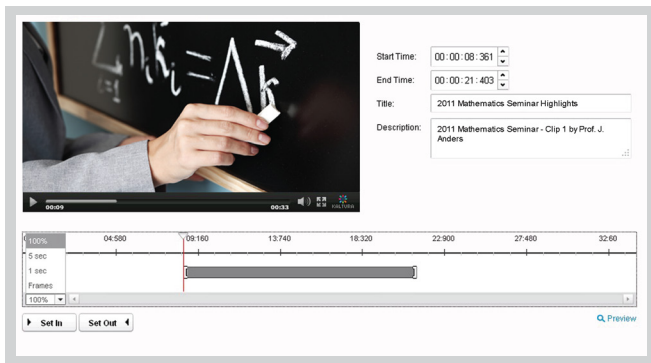 Start Time: 00:00:08:361
End Time: 00:00:21:403
Title: 2011 Mathematics Seminar Highlights
Description: 2011 Mathematics Seminar - Clip 1 by Prof. J.
Anders
00:09 00:33 KALTURA
04:580 09:160 13:740 18:320 22:900 27:480 32:60
100%
5 sec
1 sec
Frames
100%
Set In Set Out Preview